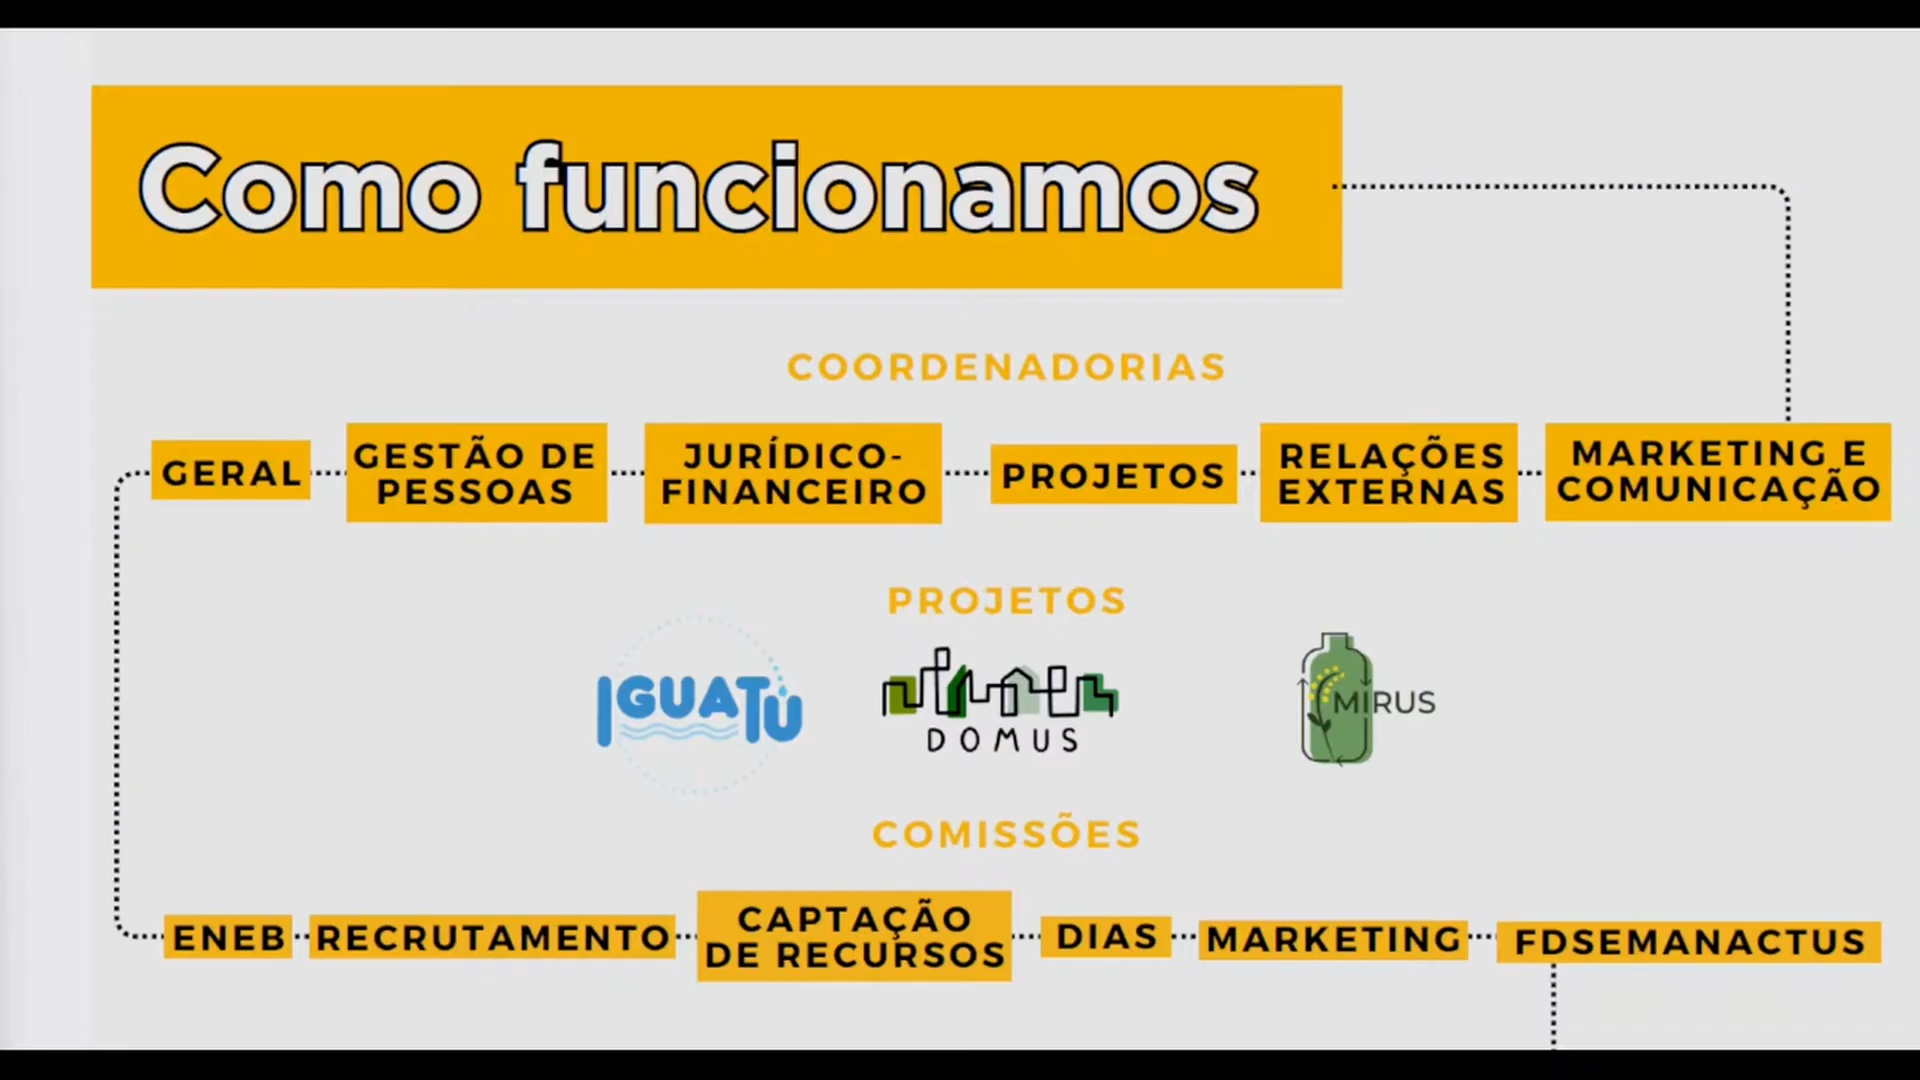 Como funcionamos
COORDENADORIAS
GERAL
GESTÃO DE
PESSOAS
JURÍDICO-
FINANCEIRO
PROJETOS
RELAÇÕES
EXTERNAS
MARKETING E
COMUNICAÇÃO
PROJETOS
IGUATU
DOMUS
MIRUS
COMISSÕES
ENEB
RECRUTAMENTO
CAPTAÇÃO
DE RECURSOS
DIAS
MARKETING
FDSEMANACTUS